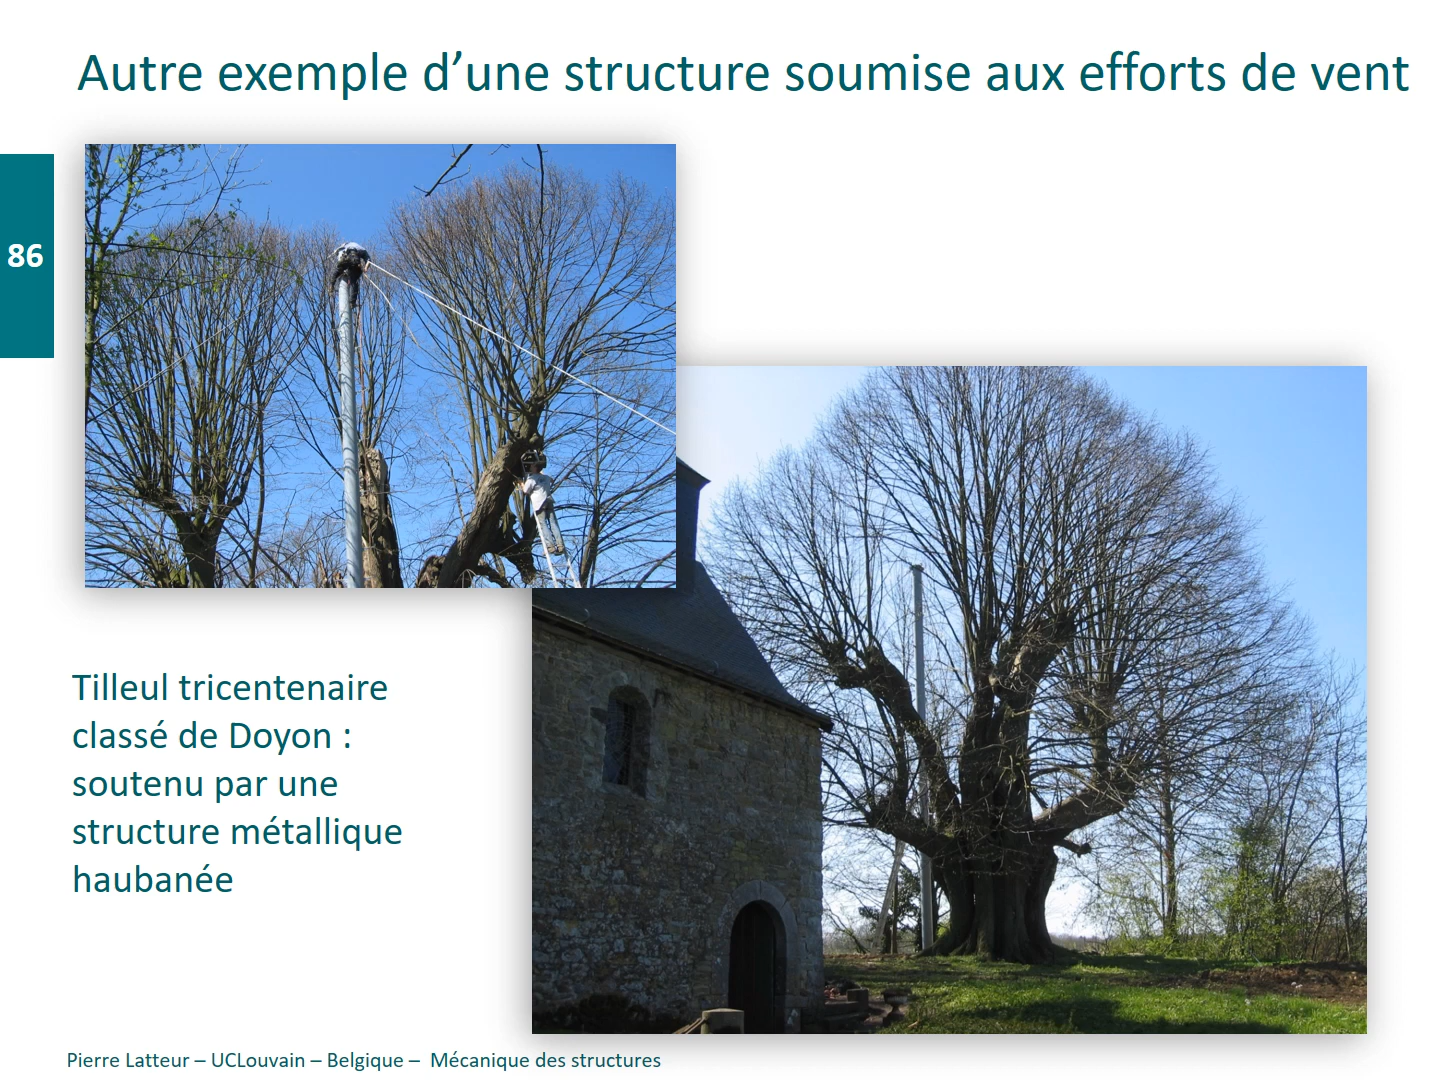 Autre exemple d’une structure soumise aux efforts de vent
86
Tilleul tricentenaire
classé de Doyon :
soutenu par une
structure métallique
haubanée
Pierre Latteur – UCLouvain – Belgique – Mécanique des structures